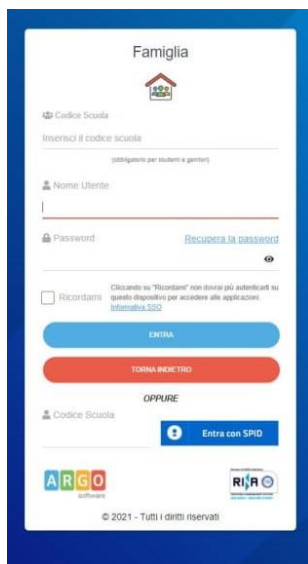 Famiglia
Codice Scuola
Inserisci il codice scuola
(obbligatorio per studenti e genitori)
Nome Utente
Password
Recupera la password
Ricordami
Cliccando su "Ricordami" non dovrai più autenticarti su
questo dispositivo per accedere alle applicazioni.
Informativa SSO
ENTRA
TORNA INDIETRO
OPPURE
Codice Scuola
Entra con SPID
ARGO
software
RINA
© 2021 - Tutti i diritti riservati